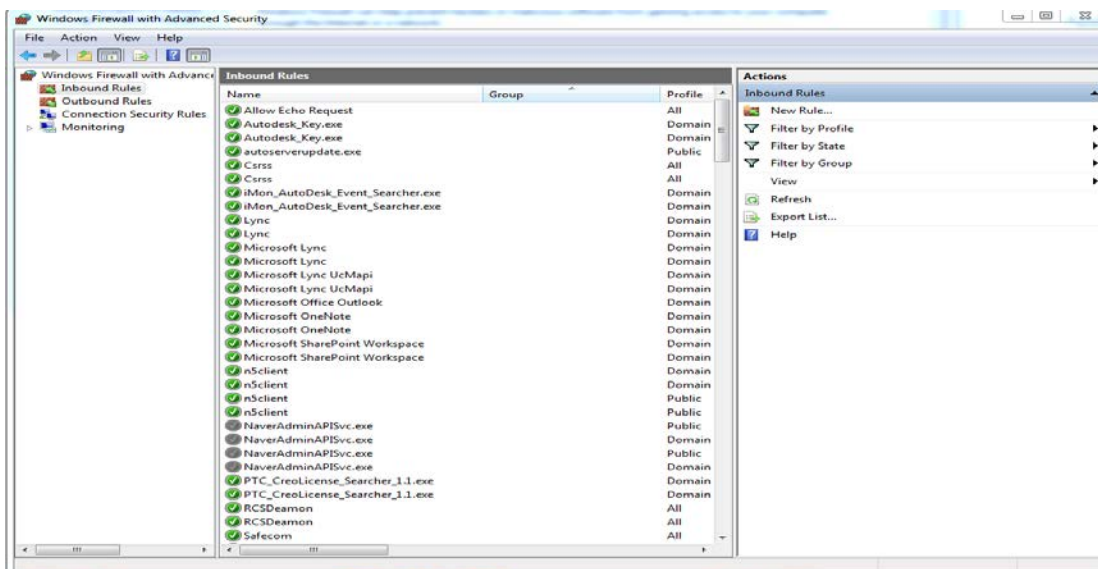 Windows Firewall with Advanced Security
File Action View Help
Windows Firewall with Advance
Inbound Rules
Outbound Rules
Connection Security Rules
Monitoring
Inbound Rules
Name Group Profile
Allow Echo Request All
Autodesk_Key.exe Domain
Autodesk_Key.exe Domain
autoserverupdate.exe Public
Csrss All
Csrss All
iMon_AutoDesk_Event_Searcher.exe Domain
iMon_AutoDesk_Event_Searcher.exe Domain
Lync Domain
Lync Domain
Microsoft Lync Domain
Microsoft Lync Domain
Microsoft Lync UcMapi Domain
Microsoft Lync UcMapi Domain
Microsoft Office Outlook Domain
Microsoft OneNote Domain
Microsoft OneNote Domain
Microsoft SharePoint Workspace Domain
Microsoft SharePoint Workspace Domain
n5client Domain
n5client Domain
n5client Public
n5client Public
NaverAdminAPISvc.exe Public
NaverAdminAPISvc.exe Domain
NaverAdminAPISvc.exe Public
NaverAdminAPISvc.exe Domain
PTC_CreoLicense_Searcher_1.1.exe Domain
PTC_CreoLicense_Searcher_1.1.exe Domain
RCSDeamon All
RCSDeamon All
Safecom All
Actions
Inbound Rules
New Rule...
Filter by Profile
Filter by State
Filter by Group
View
Refresh
Export List...
Help